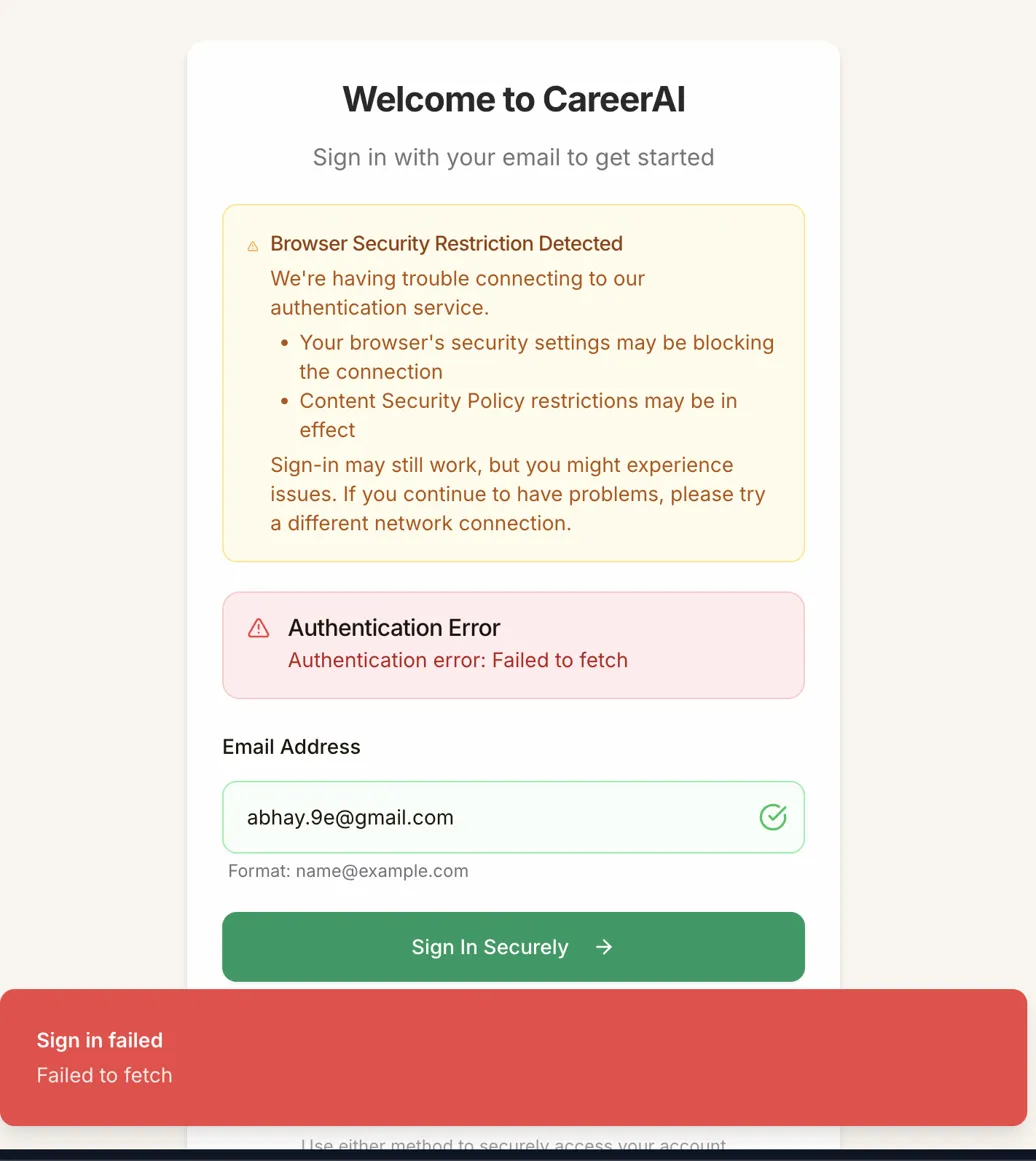 Welcome to CareerAI
Sign in with your email to get started
Browser Security Restriction Detected
We're having trouble connecting to our
authentication service.
• Your browser's security settings may be blocking
the connection
• Content Security Policy restrictions may be in
effect
Sign-in may still work, but you might experience
issues. If you continue to have problems, please try
a different network connection.
Authentication Error
Authentication error: Failed to fetch
Email Address
abhay.9e@gmail.com
Format: name@example.com
Sign In Securely →
Sign in failed
Failed to fetch
Use either method to securely access your account